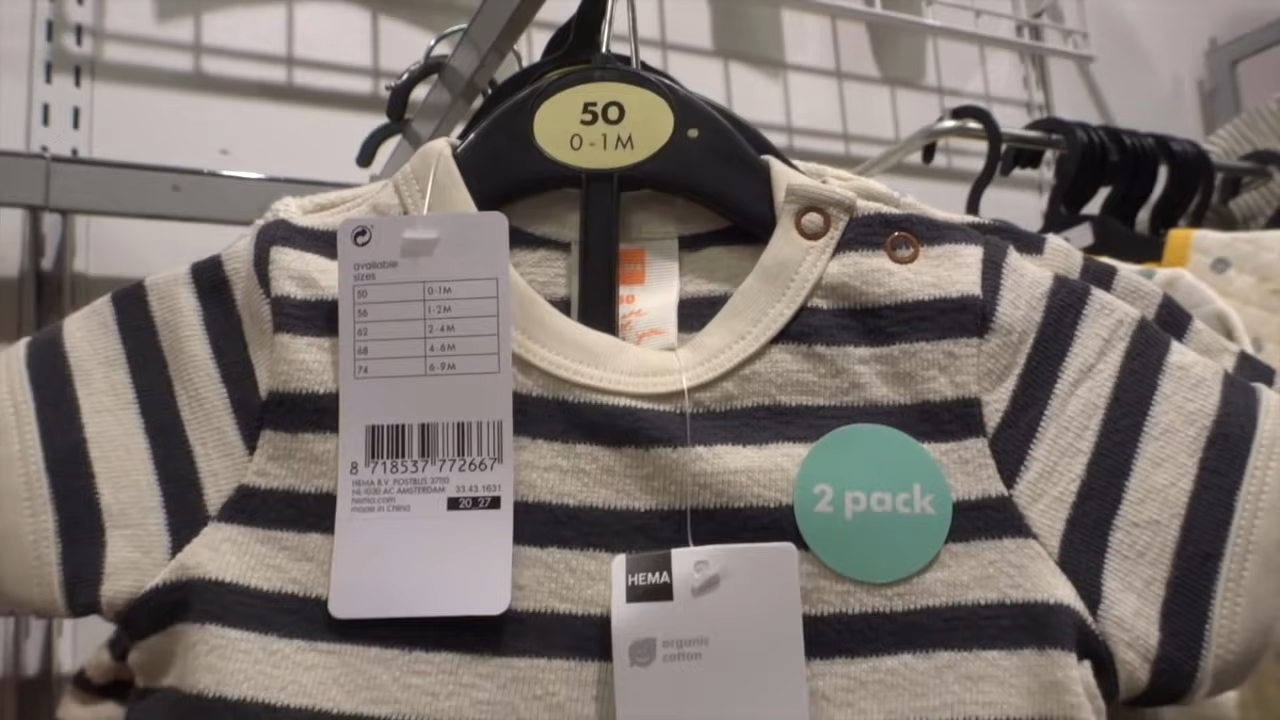 50
0-1M
available
sizes
50 0-1M
56 1-2M
62 2-4M
68 4-6M
74 6-9M
8 718537 772667
HEMA B.V. POSTBUS 3700
NL-1030 AC AMSTERDAM 33.43.1631
hema.com
made in China
20_27
2 pack
HEMA
organic
cotton